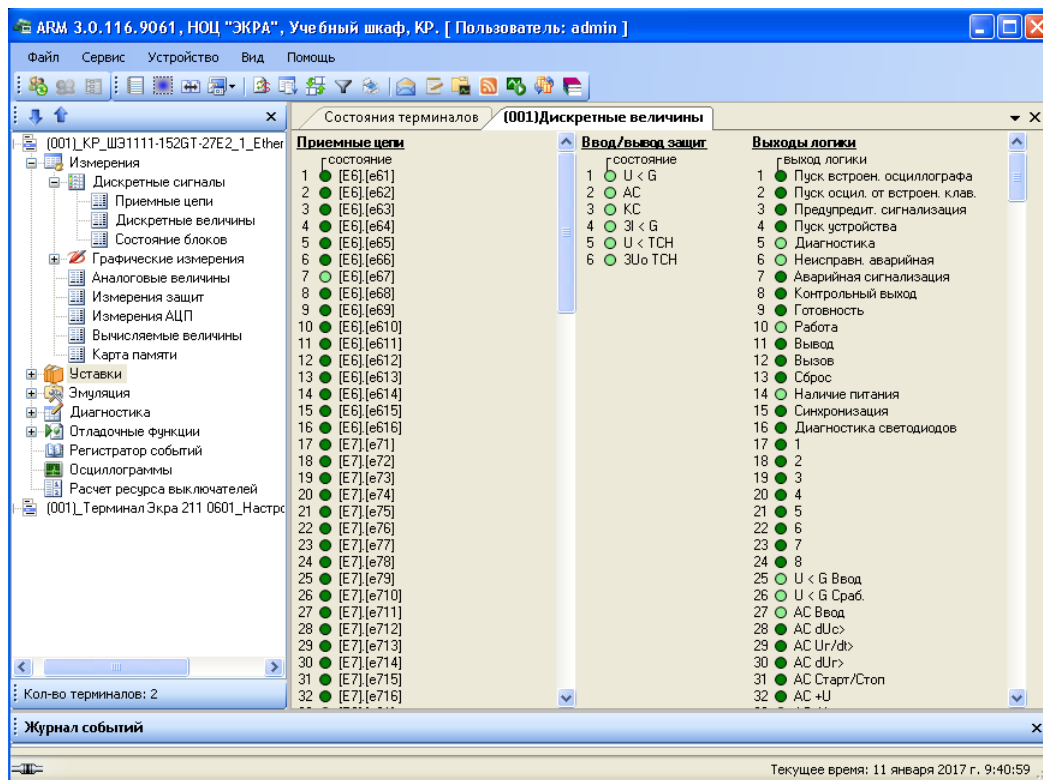 ARM 3.0.116.9061, НОЦ "ЭКРА", Учебный шкаф, КР. [ Пользователь: admin ]
Файл Сервис Устройство Вид Помощь
Состояния терминалов (001)Дискретные величины
(001)_КР_ШЭ1111-152GT-27E2_1_Ether
Измерения
Дискретные сигналы
Приемные цепи
Дискретные величины
Состояние блоков
Графические измерения
Аналоговые величины
Измерения защит
Измерения АЦП
Вычисляемые величины
Карта памяти
Уставки
Эмуляция
Диагностика
Отладочные функции
Регистратор событий
Осциллограммы
Расчет ресурса выключателей
(001)_Терминал Экра 211 0601_Настро
Кол-во терминалов: 2
Приемные цепи
состояние
1 [E6].[e61]
2 [E6].[e62]
3 [E6].[e63]
4 [E6].[e64]
5 [E6].[e65]
6 [E6].[e66]
7 [E6].[e67]
8 [E6].[e68]
9 [E6].[e69]
10 [E6].[e610]
11 [E6].[e611]
12 [E6].[e612]
13 [E6].[e613]
14 [E6].[e614]
15 [E6].[e615]
16 [E6].[e616]
17 [E7].[e71]
18 [E7].[e72]
19 [E7].[e73]
20 [E7].[e74]
21 [E7].[e75]
22 [E7].[e76]
23 [E7].[e77]
24 [E7].[e78]
25 [E7].[e79]
26 [E7].[e710]
27 [E7].[e711]
28 [E7].[e712]
29 [E7].[e713]
30 [E7].[e714]
31 [E7].[e715]
32 [E7].[e716]
Ввод/вывод защит
состояние
1 U < G
2 АС
3 КС
4 3I < G
5 U < ТСН
6 3Uo ТСН
Выходы логики
выход логики
1 Пуск встроен. осциллографа
2 Пуск осцил. от встроен. клав.
3 Предупредит. сигнализация
4 Пуск устройства
5 Диагностика
6 Неисправн. аварийная
7 Аварийная сигнализация
8 Контрольный выход
9 Готовность
10 Работа
11 Вывод
12 Вызов
13 Сброс
14 Наличие питания
15 Синхронизация
16 Диагностика светодиодов
17 1
18 2
19 3
20 4
21 5
22 6
23 7
24 8
25 U < G Ввод
26 U < G Сраб.
27 АС Ввод
28 АС dUc>
29 АС Ur/dt>
30 АС dUr>
31 АС Старт/Стоп
32 АС +U
Журнал событий
Текущее время: 11 января 2017 г. 9:40:59